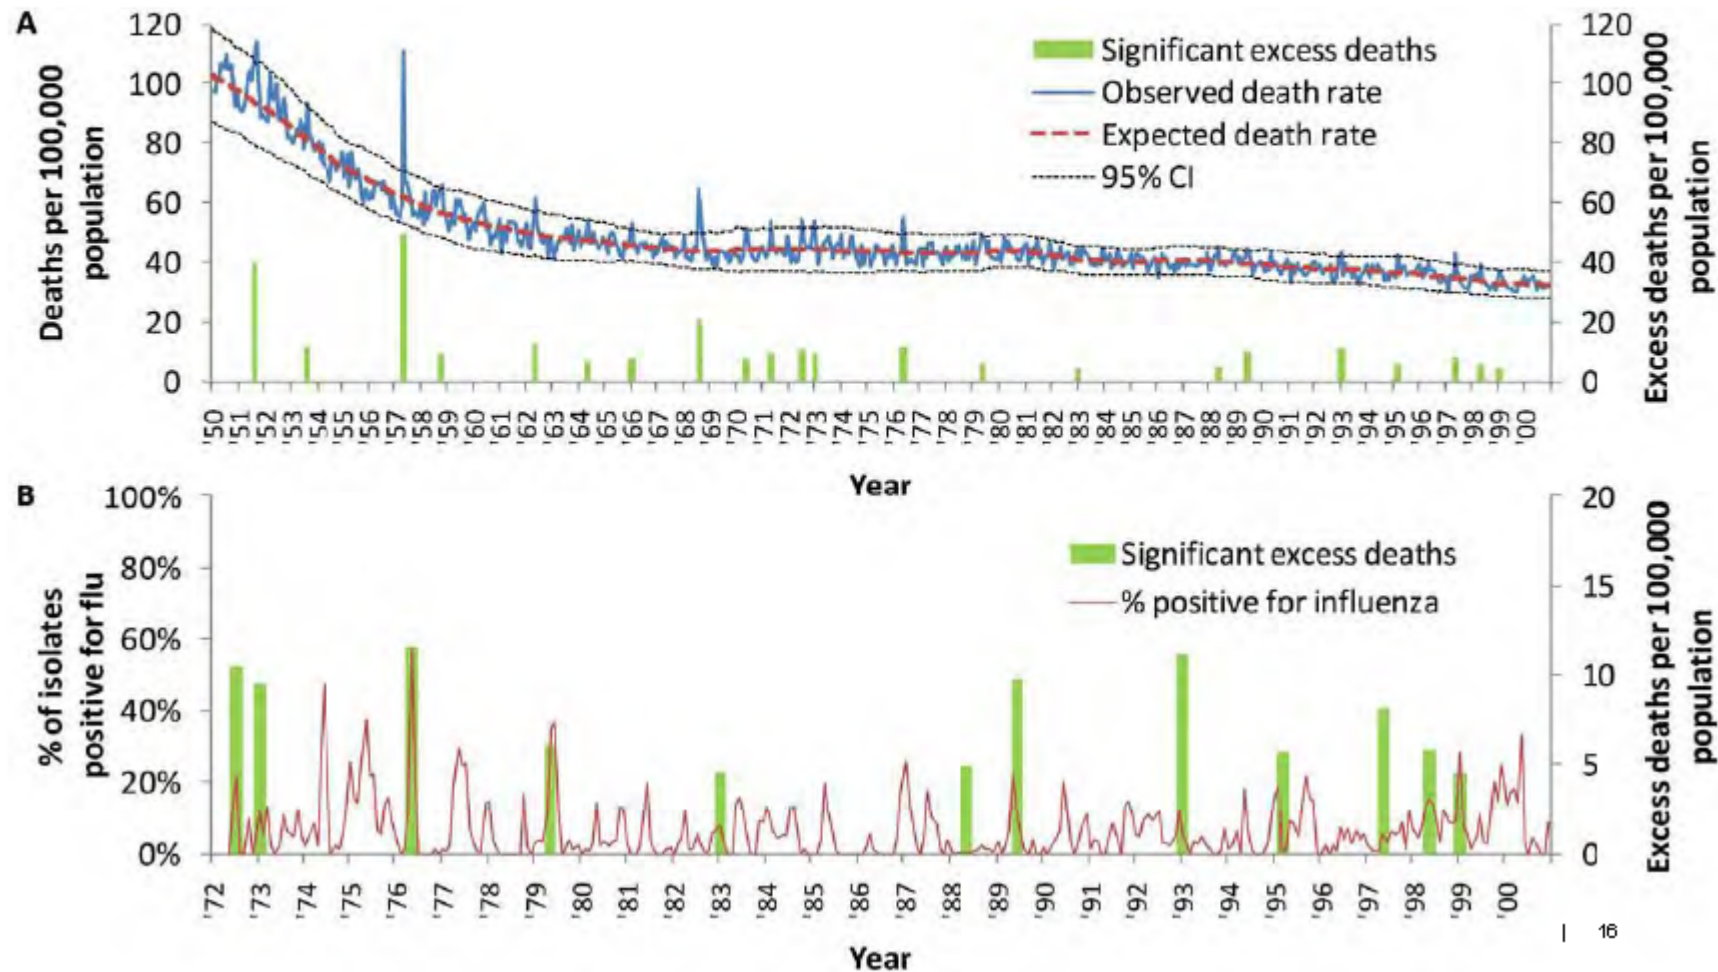 A
Deaths per 100,000
population
120
100
80
60
40
20
0
Significant excess deaths
Observed death rate
Expected death rate
95% CI
120
100
80
60
40
20
0
Excess deaths per 100,000
population
'50 '51 '52 '53 '54 '55 '56 '57 '58 '59 '60 '61 '62 '63 '64 '65 '66 '67 '68 '69 '70 '71 '72 '73 '74 '75 '76 '77 '78 '79 '80 '81 '82 '83 '84 '85 '86 '87 '88 '89 '90 '91 '92 '93 '94 '95 '96 '97 '98 '99 '00
Year
B
% of isolates
positive for flu
100%
80%
60%
40%
20%
0%
Significant excess deaths
% positive for influenza
20
15
10
5
0
Excess deaths per 100,000
population
'72 '73 '74 '75 '76 '77 '78 '79 '80 '81 '82 '83 '84 '85 '86 '87 '88 '89 '90 '91 '92 '93 '94 '95 '96 '97 '98 '99 '00
Year
| 16